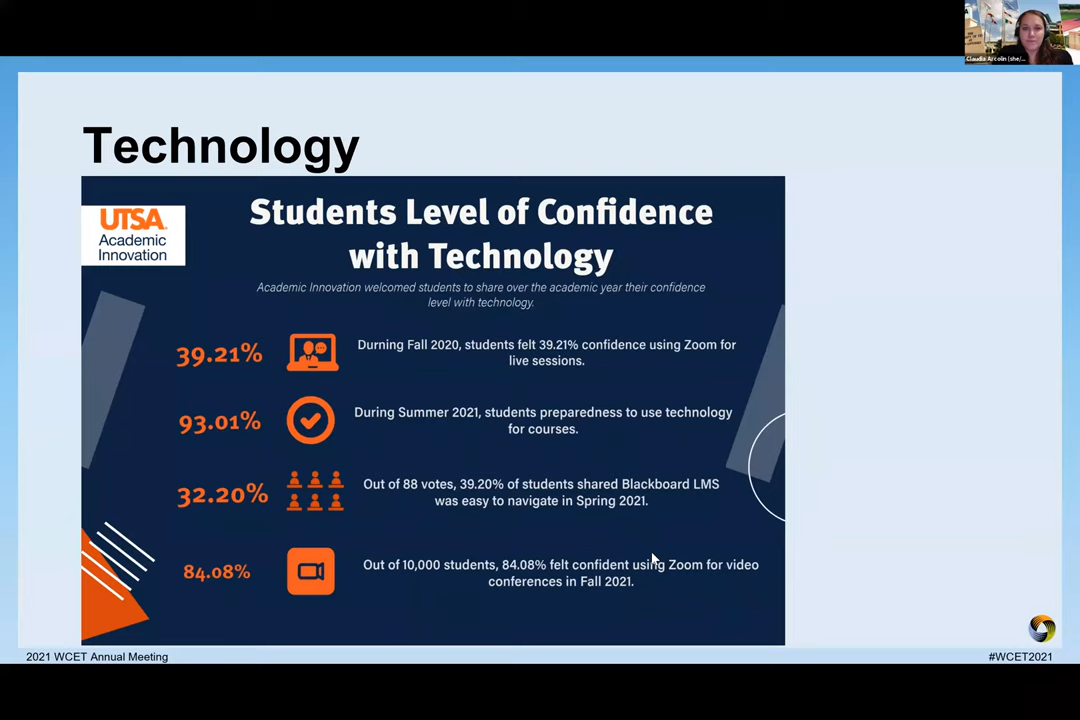 Claudia Arcolin (she/...
Technology
UTSA
Academic
Innovation
Students Level of Confidence
with Technology
Academic Innovation welcomed students to share over the academic year their confidence
level with technology.
39.21%
Durning Fall 2020, students felt 39.21% confidence using Zoom for
live sessions.
93.01%
During Summer 2021, students preparedness to use technology
for courses.
32.20%
Out of 88 votes, 39.20% of students shared Blackboard LMS
was easy to navigate in Spring 2021.
84.08%
Out of 10,000 students, 84.08% felt confident using Zoom for video
conferences in Fall 2021.
2021 WCET Annual Meeting
#WCET2021